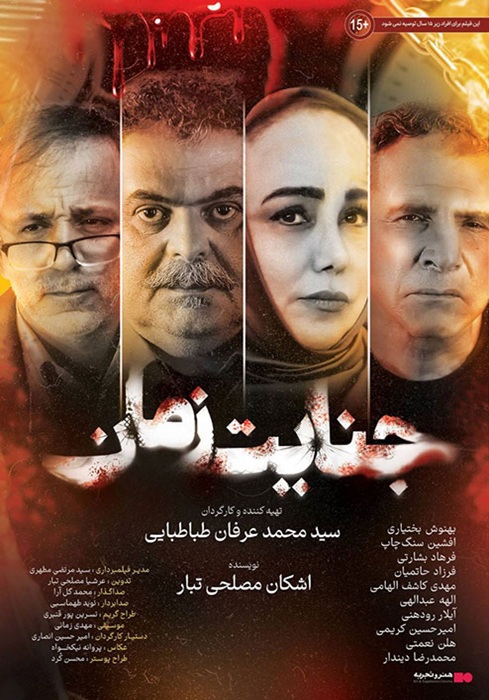 این فیلم برای افراد زیر ۱۵ سال توصیه نمی شود
15+
جنایت زمان
تهیه کننده و کارگردان
سید محمد عرفان طباطبایی
نویسنده
اشکان مصلحی تبار
بهنوش بختیاری
افشین سنگ‌چاپ
فرهاد بشارتی
فرزاد حاتمیان
مهدی کاشف الهامی
الهه عبدالهی
آیلار رودهنی
امیرحسین کریمی
هلن نعمتی
محمدرضا دیندار
مدیر فیلمبرداری : سید مرتضی مطهری
تدوین : عرشیا مصلحی تبار
صداگذار : محمد کل آرا
صدابردار : نوید طهماسبی
طراح گریم : نسرین پور قنبری
موسیقی : مهدی زمانی
دستیار کارگردان : امیر حسین انصاری
عکاس : پروانه نیکخواه
طراح پوستر : محسن کرد
هنر و تجربه